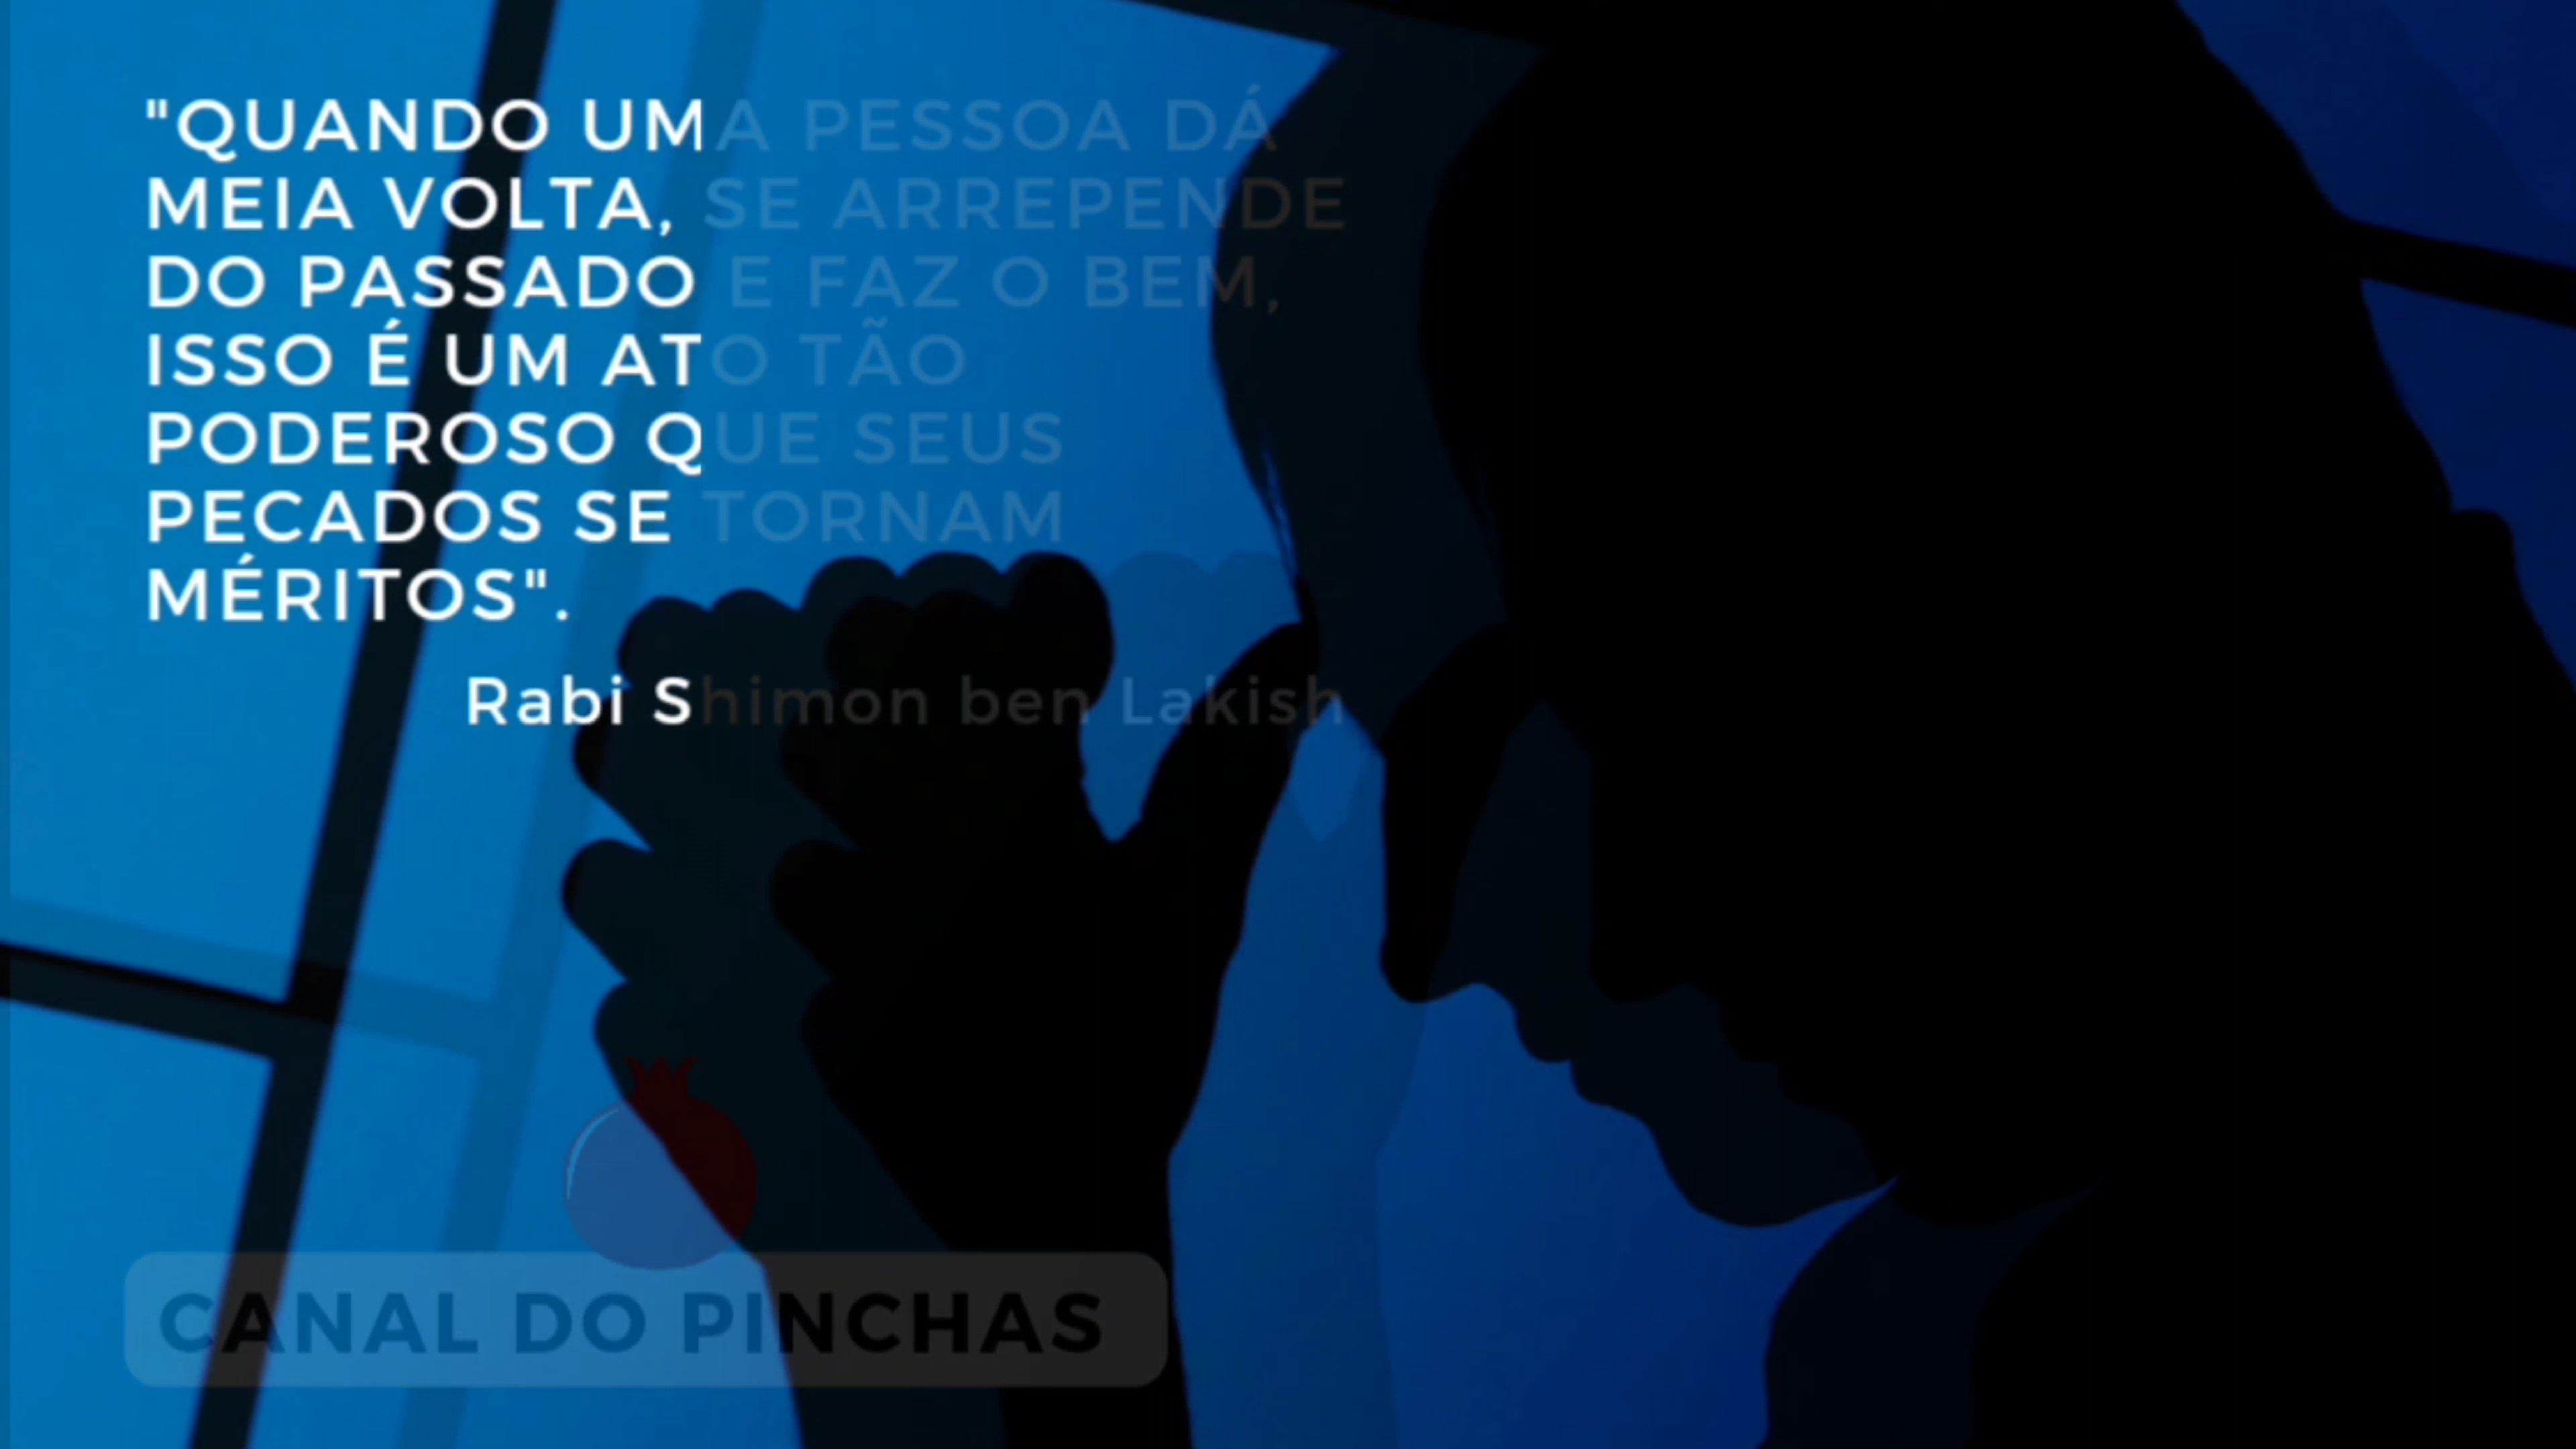 "QUANDO UMA PESSOA DÁ
MEIA VOLTA, SE ARREPENDE
DO PASSADO E FAZ O BEM,
ISSO É UM ATO TÃO
PODEROSO QUE SEUS
PECADOS SE TORNAM
MÉRITOS".
Rabi Shimon ben Lakish
CANAL DO PINCHAS